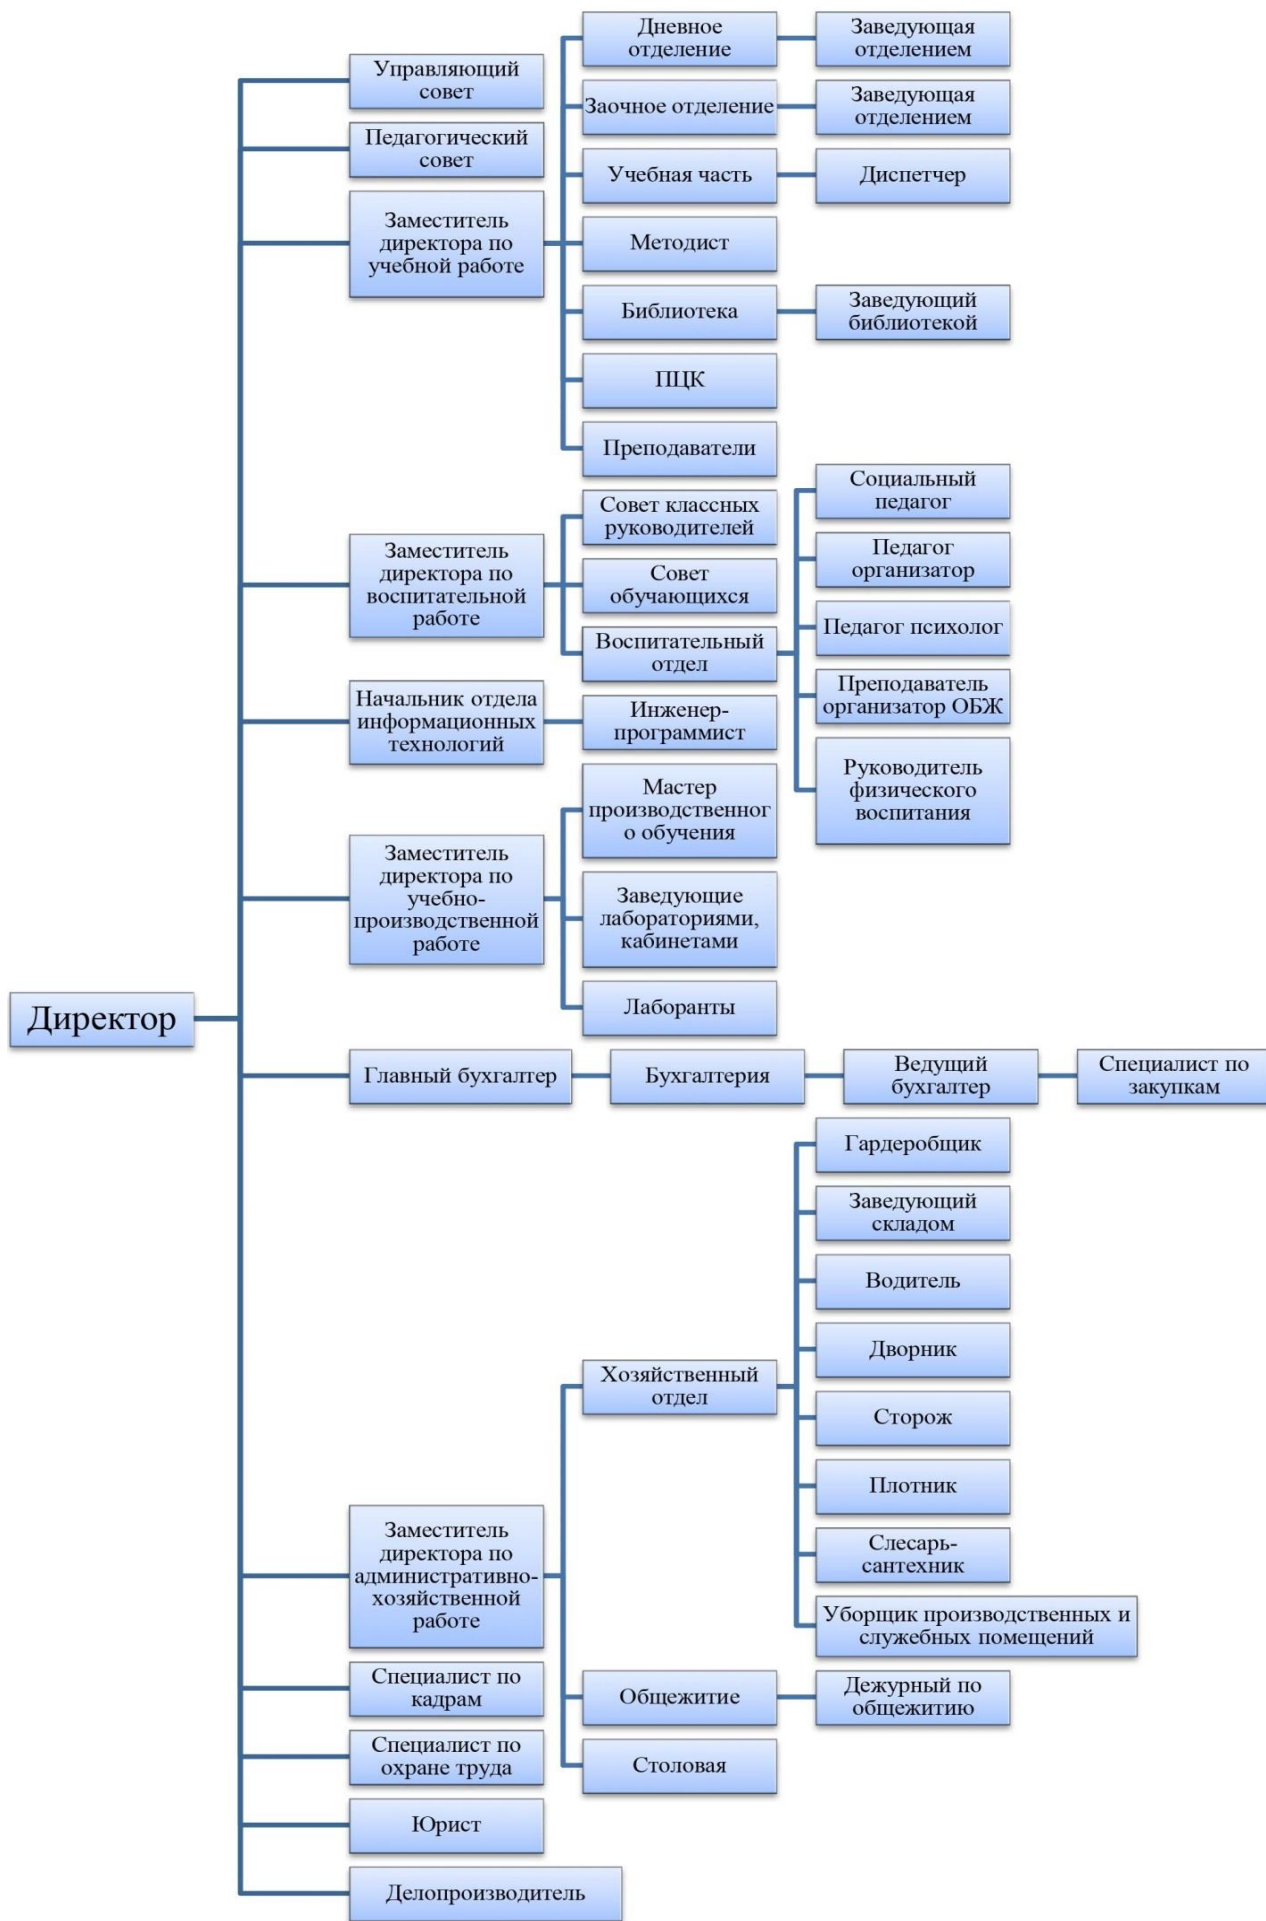 Директор
Управляющий
совет
Педагогический
совет
Заместитель
директора по
учебной работе
Дневное
отделение
Заведующая
отделением
Заочное отделение
Заведующая
отделением
Учебная часть
Диспетчер
Методист
Библиотека
Заведующий
библиотекой
ПЦК
Преподаватели
Заместитель
директора по
воспитательной
работе
Совет классных
руководителей
Совет
обучающихся
Воспитательный
отдел
Социальный
педагог
Педагог
организатор
Педагог психолог
Преподаватель
организатор ОБЖ
Руководитель
физического
воспитания
Начальник отдела
информационных
технологий
Инженер-
программист
Заместитель
директора по
учебно-
производственной
работе
Мастер
производственног
о обучения
Заведующие
лабораториями,
кабинетами
Лаборанты
Главный бухгалтер
Бухгалтерия
Ведущий
бухгалтер
Специалист по
закупкам
Заместитель
директора по
административно-
хозяйственной
работе
Хозяйственный
отдел
Гардеробщик
Заведующий
складом
Водитель
Дворник
Сторож
Плотник
Слесарь-
сантехник
Уборщик производственных и
служебных помещений
Общежитие
Дежурный по
общежитию
Столовая
Специалист по
кадрам
Специалист по
охране труда
Юрист
Делопроизводитель